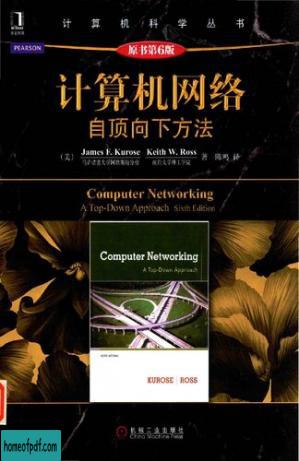 计算机科学丛书
PEARSON
原书第6版
计算机网络
自顶向下方法
(美) James F. Kurose Keith W. Ross 著 陈鸣 译
Computer Networking
A Top-Down Approach Sixth Edition
Computer Networking
A Top-Down Approach
KUROSE | ROSS
机械工业出版社
China Machine Press
homeofpdf.com